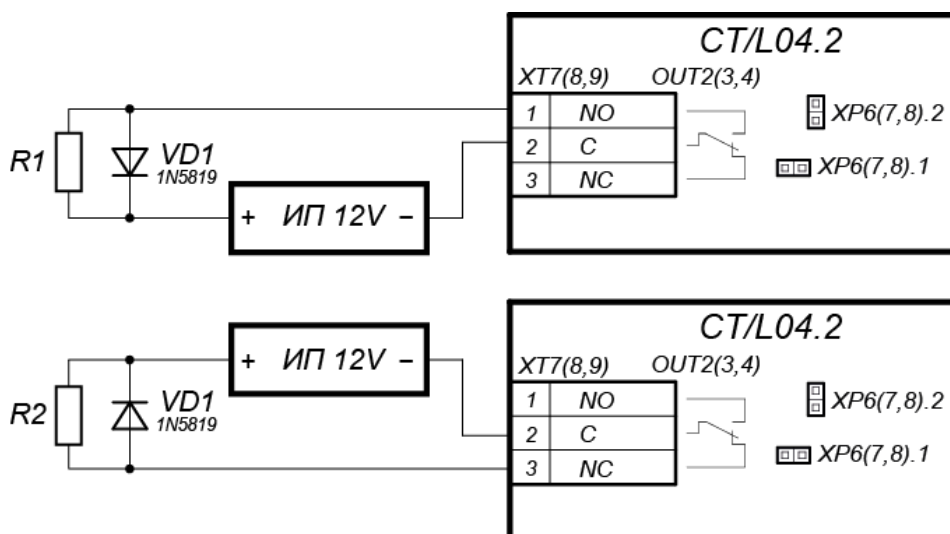 CT/L04.2
XT7(8,9) OUT2(3,4)
1 NO
2 C
3 NC
XP6(7,8).2
XP6(7,8).1
R1
VD1
1N5819
+ ИП 12V −
CT/L04.2
XT7(8,9) OUT2(3,4)
1 NO
2 C
3 NC
XP6(7,8).2
XP6(7,8).1
+ ИП 12V −
R2
VD1
1N5819